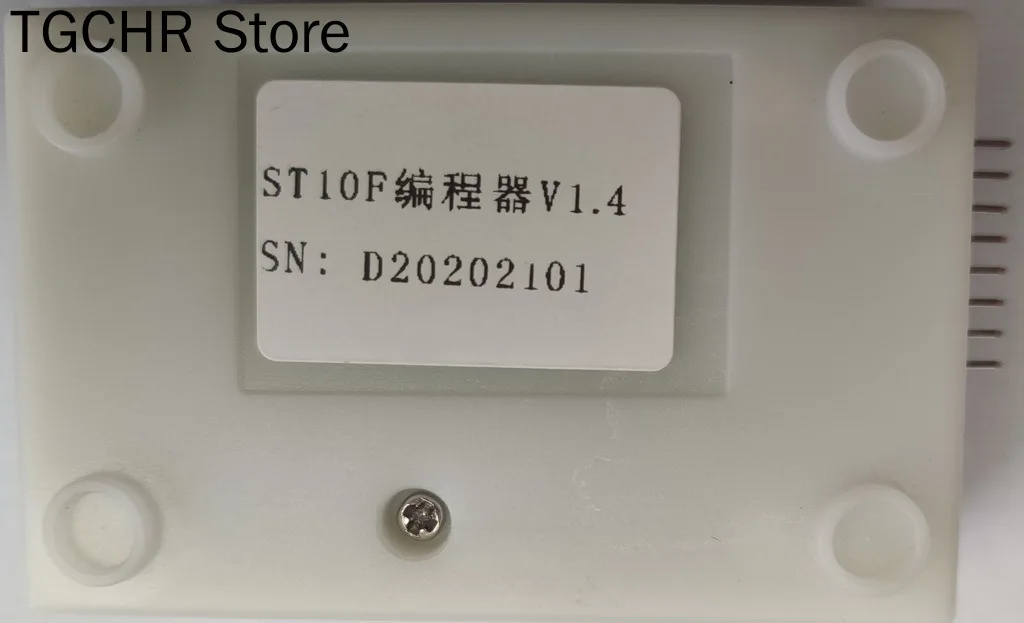 TGCHR Store
ST10F编程器V1.4
SN: D20202101